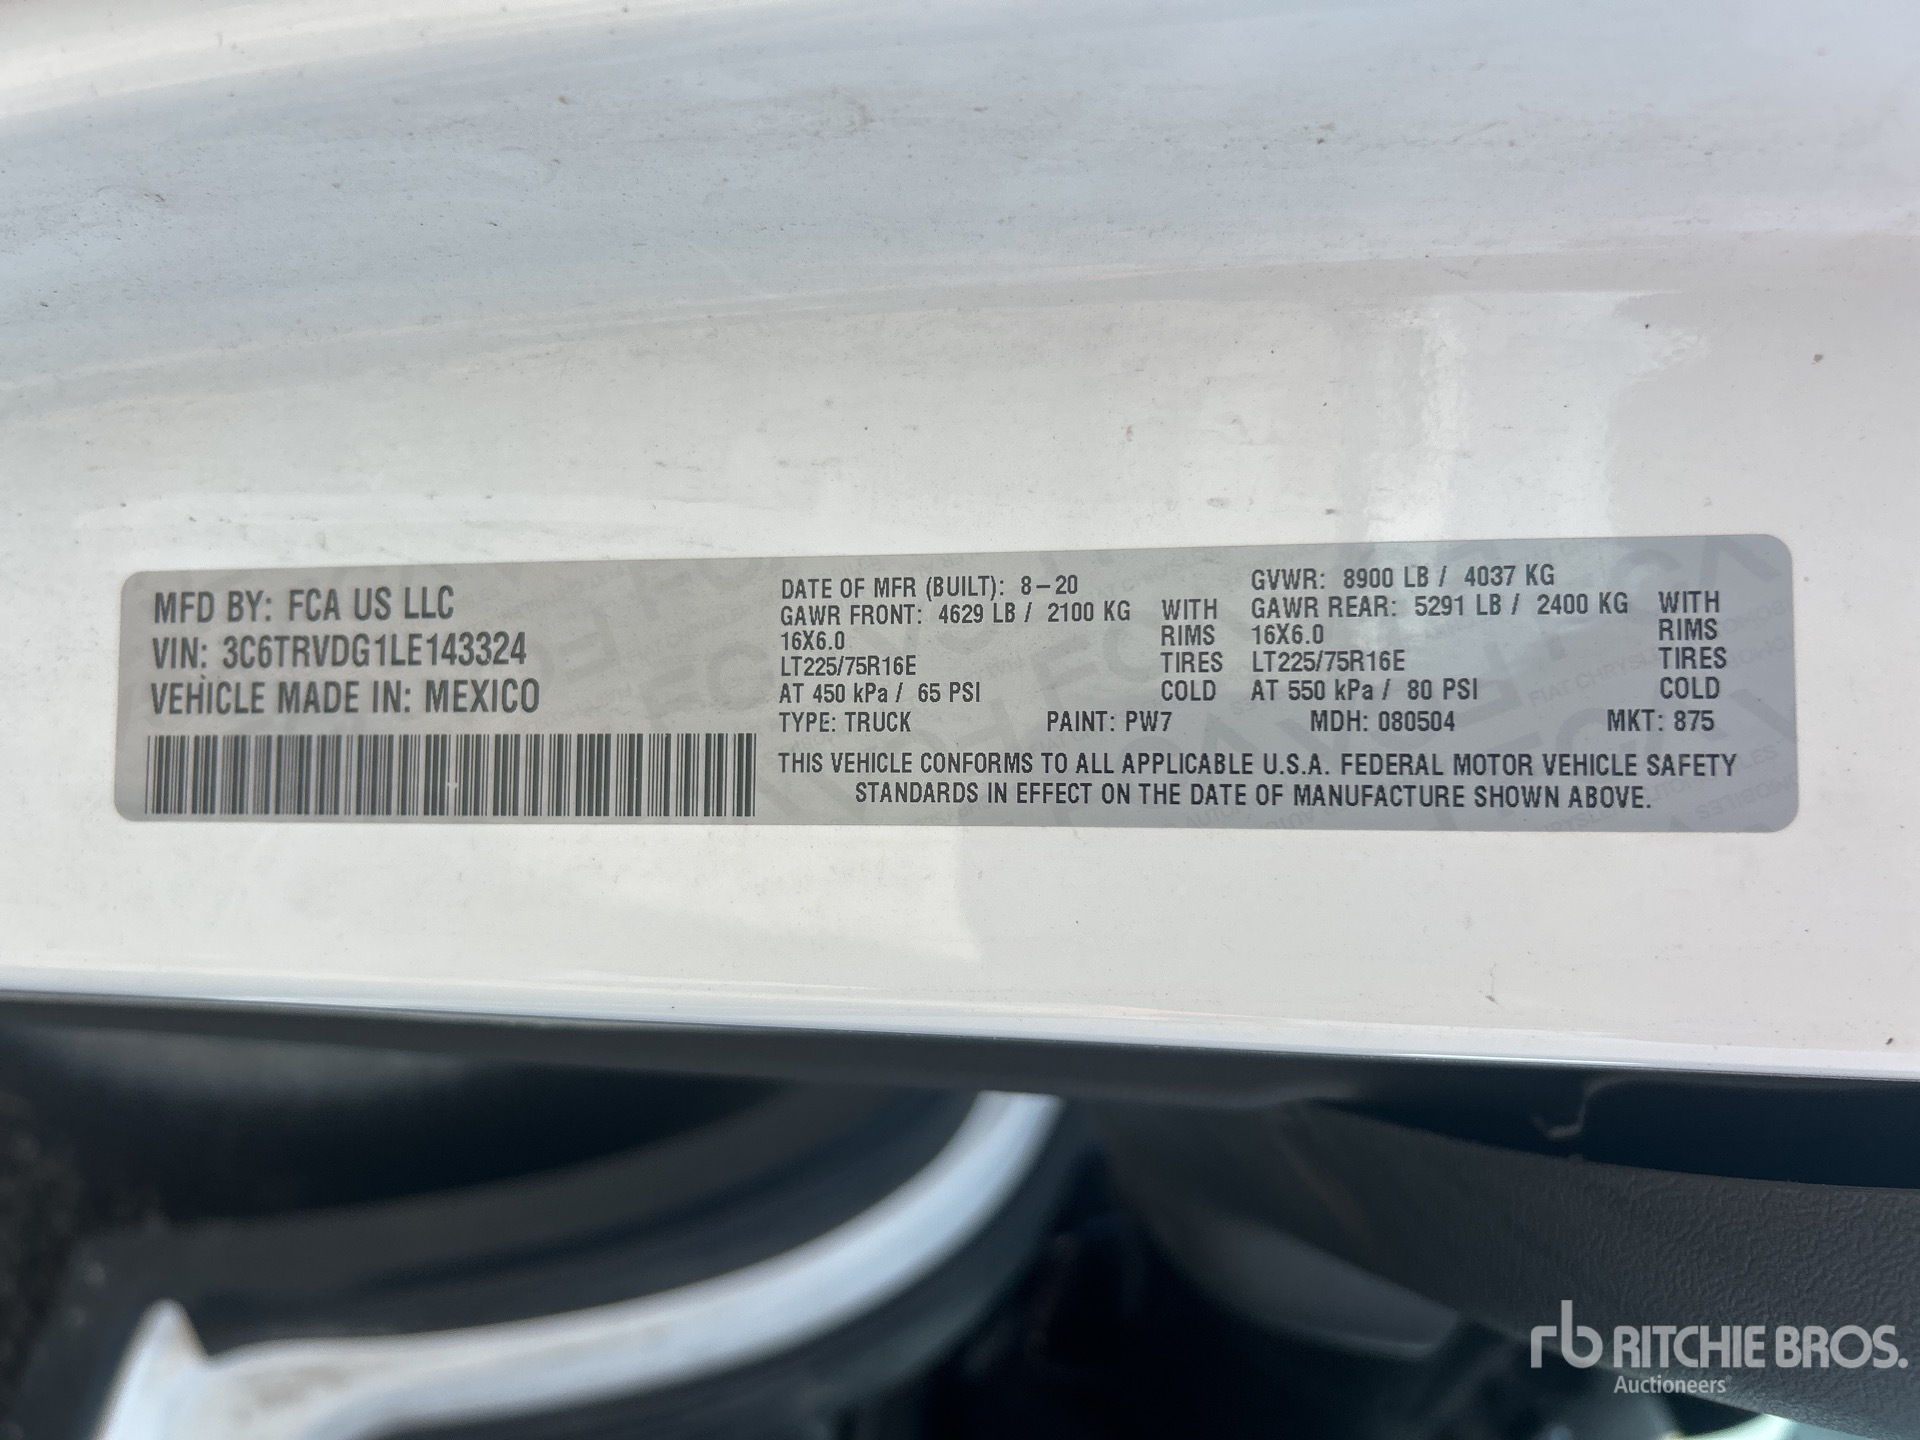 MFD BY: FCA US LLC
VIN: 3C6TRVDG1LE143324
VEHICLE MADE IN: MEXICO
DATE OF MFR (BUILT): 8-20
GAWR FRONT: 4629 LB / 2100 KG WITH
16X6.0 RIMS
LT225/75R16E TIRES
AT 450 kPa / 65 PSI COLD
GVWR: 8900 LB / 4037 KG
GAWR REAR: 5291 LB / 2400 KG WITH
16X6.0 RIMS
LT225/75R16E TIRES
AT 550 kPa / 80 PSI COLD
TYPE: TRUCK PAINT: PW7 MDH: 080504 MKT: 875
THIS VEHICLE CONFORMS TO ALL APPLICABLE U.S.A. FEDERAL MOTOR VEHICLE SAFETY
STANDARDS IN EFFECT ON THE DATE OF MANUFACTURE SHOWN ABOVE.
rb RITCHIE BROS.
Auctioneers